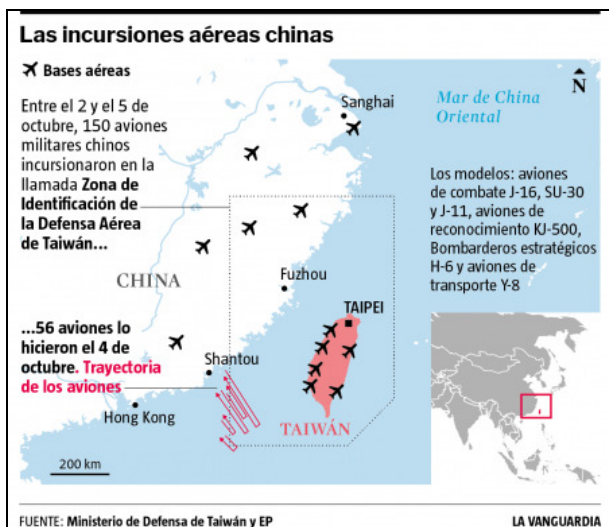 Las incursiones aéreas chinas
Bases aéreas
Entre el 2 y el 5 de
octubre, 150 aviones
militares chinos
incursionaron en la
llamada Zona de
Identificación de
la Defensa Aérea
de Taiwán...
...56 aviones lo
hicieron el 4 de
octubre. Trayectoria
de los aviones
CHINA
Sanghai
Fuzhou
TAIPEI
Shantou
Hong Kong
TAIWÁN
200 km
Mar de China
Oriental
N
Los modelos: aviones
de combate J-16, SU-30
y J-11, aviones de
reconocimiento KJ-500,
Bombarderos estratégicos
H-6 y aviones de
transporte Y-8
FUENTE: Ministerio de Defensa de Taiwán y EP
LA VANGUARDIA